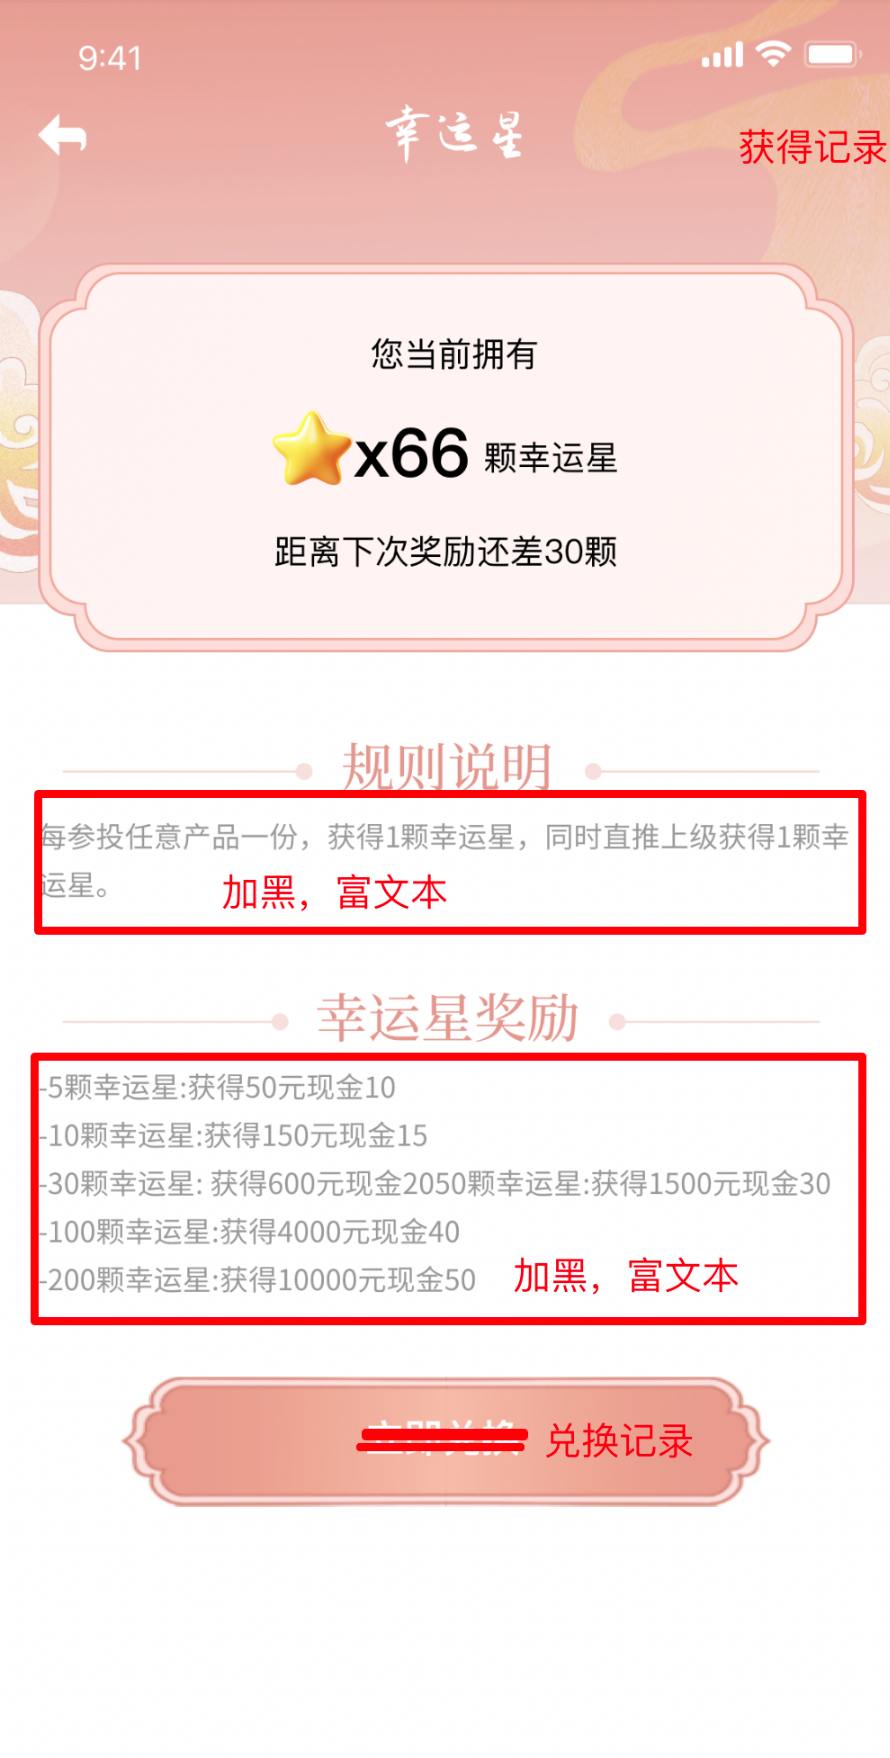 9:41
幸运星
获得记录
您当前拥有
x66 颗幸运星
距离下次奖励还差30颗
规则说明
每参投任意产品一份，获得1颗幸运星，同时直推上级获得1颗幸
运星。
加黑，富文本
幸运星奖励
-5颗幸运星:获得50元现金10
-10颗幸运星:获得150元现金15
-30颗幸运星: 获得600元现金2050颗幸运星:获得1500元现金30
-100颗幸运星:获得4000元现金40
-200颗幸运星:获得10000元现金50
加黑，富文本
立即兑换 兑换记录